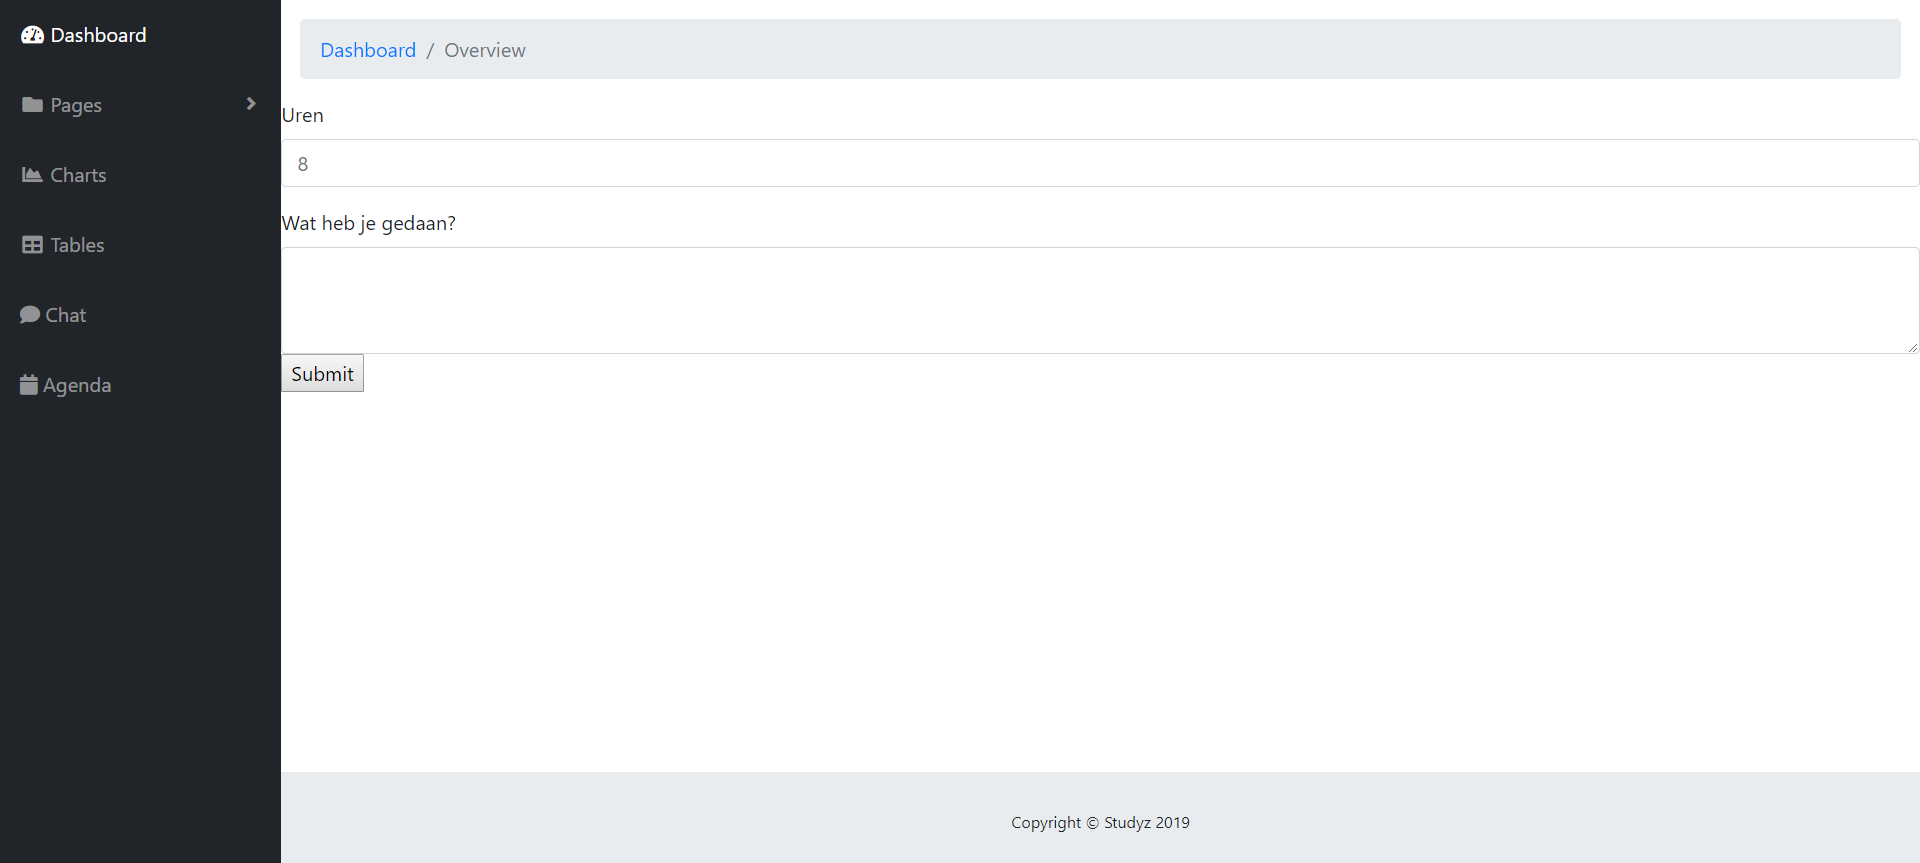 Dashboard
Pages
Charts
Tables
Chat
Agenda
Dashboard / Overview
Uren
8
Wat heb je gedaan?
Submit
Copyright © Studyz 2019